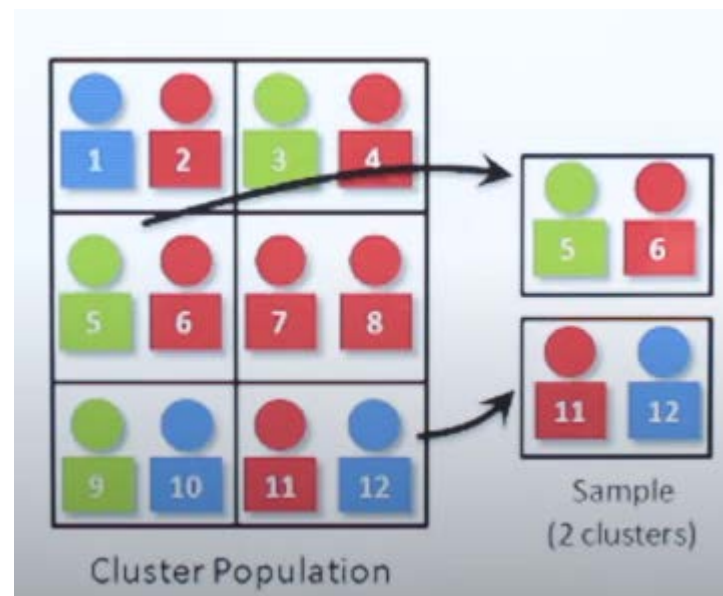 1 2 3 4
5 6 7 8
9 10 11 12
Cluster Population
5 6
11 12
Sample
(2 clusters)